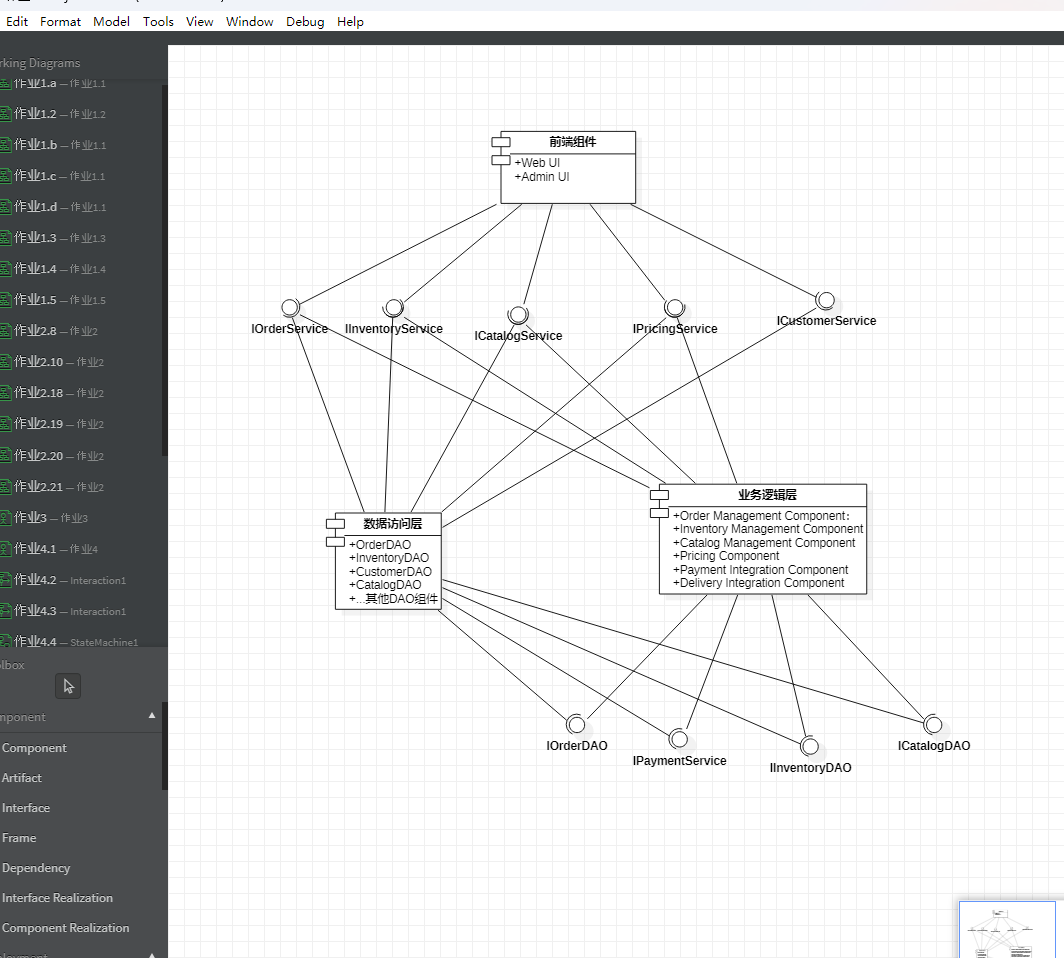 Edit Format Model Tools View Window Debug Help
rking Diagrams
作业1.a — 作业1.1
作业1.2 — 作业1.2
作业1.b — 作业1.1
作业1.c — 作业1.1
作业1.d — 作业1.1
作业1.3 — 作业1.3
作业1.4 — 作业1.4
作业1.5 — 作业1.5
作业2.8 — 作业2
作业2.10 — 作业2
作业2.18 — 作业2
作业2.19 — 作业2
作业2.20 — 作业2
作业2.21 — 作业2
作业3 — 作业3
作业4.1 — 作业4
作业4.2 — Interaction1
作业4.3 — Interaction1
作业4.4 — StateMachine1
olbox
mponent
Component
Artifact
Interface
Frame
Dependency
Interface Realization
Component Realization
前端组件
+Web UI
+Admin UI
IOrderService
IInventoryService
ICatalogService
IPricingService
ICustomerService
数据访问层
+OrderDAO
+InventoryDAO
+CustomerDAO
+CatalogDAO
+...其他DAO组件
业务逻辑层
+Order Management Component：
+Inventory Management Component
+Catalog Management Component
+Pricing Component
+Payment Integration Component
+Delivery Integration Component
IOrderDAO
IPaymentService
IInventoryDAO
ICatalogDAO